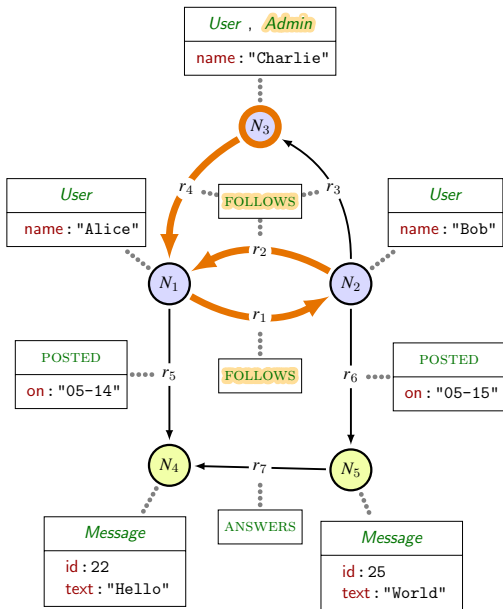 User , Admin
name : "Charlie"
N3
r4
r3
FOLLOWS
User
name : "Alice"
User
name : "Bob"
r2
N1
N2
r1
POSTED
on : "05-14"
r5
FOLLOWS
r6
POSTED
on : "05-15"
N4
r7
N5
ANSWERS
Message
id : 22
text : "Hello"
Message
id : 25
text : "World"